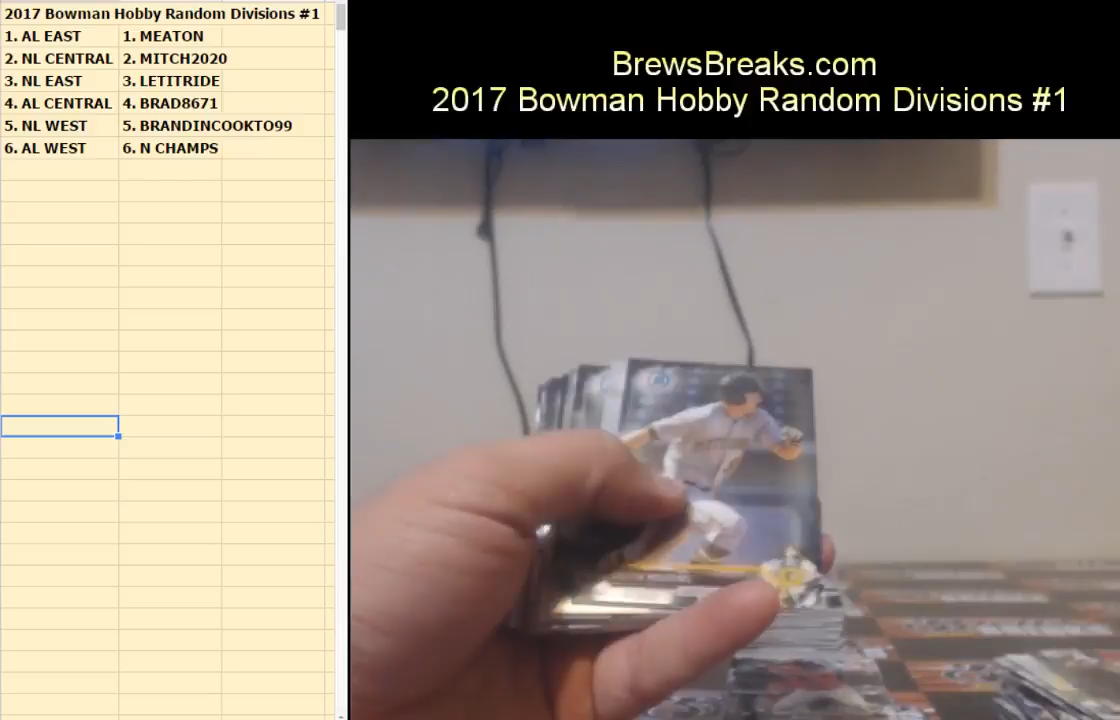 2017 Bowman Hobby Random Divisions #1
1. AL EAST 1. MEATON
2. NL CENTRAL 2. MITCH2020
3. NL EAST 3. LETITRIDE
4. AL CENTRAL 4. BRAD8671
5. NL WEST 5. BRANDINCOOKTO99
6. AL WEST 6. N CHAMPS
BrewsBreaks.com
2017 Bowman Hobby Random Divisions #1